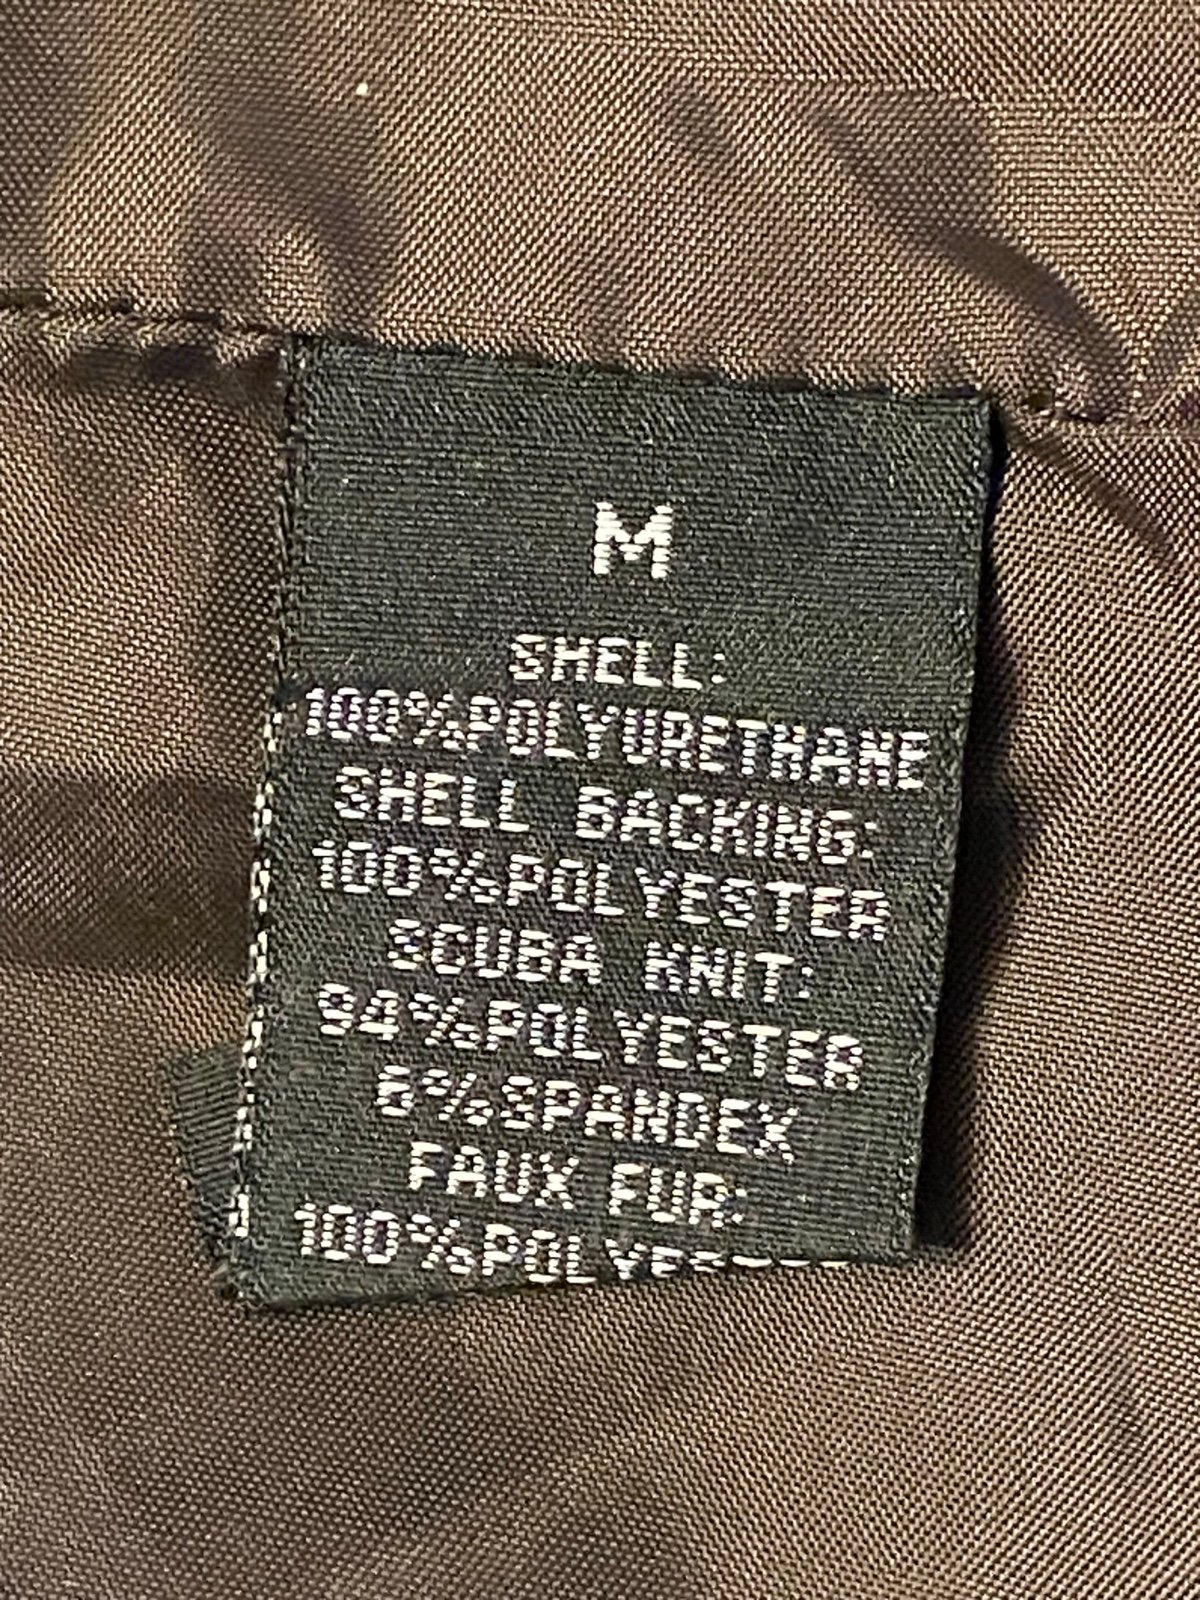 M
SHELL:
100%POLYURETHANE
SHELL BACKING:
100%POLYESTER
SCUBA KNIT:
94%POLYESTER
6%SPANDEX
FAUX FUR: